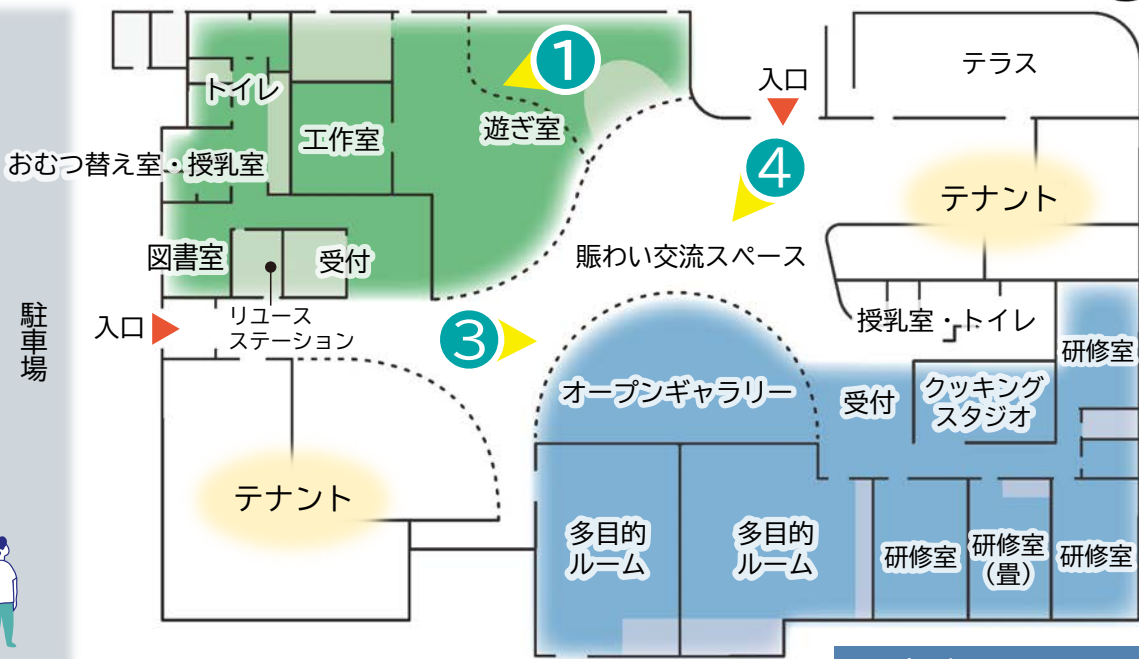 テラス
入口
1
トイレ
工作室
遊ぎ室
おむつ替え室・授乳室
4
テナント
図書室
受付
賑わい交流スペース
駐車場
入口
リユース
ステーション
3
授乳室・トイレ
研修室
オープンギャラリー
受付
クッキング
スタジオ
テナント
多目的
ルーム
多目的
ルーム
研修室
研修室
(畳)
研修室